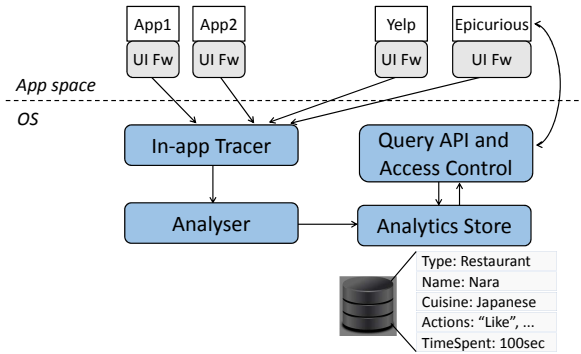 App1 App2 Yelp Epicurious
UI Fw UI Fw UI Fw UI Fw
App space
OS
In-app Tracer
Query API and
Access Control
Analyser
Analytics Store
Type: Restaurant
Name: Nara
Cuisine: Japanese
Actions: “Like”, ...
TimeSpent: 100sec